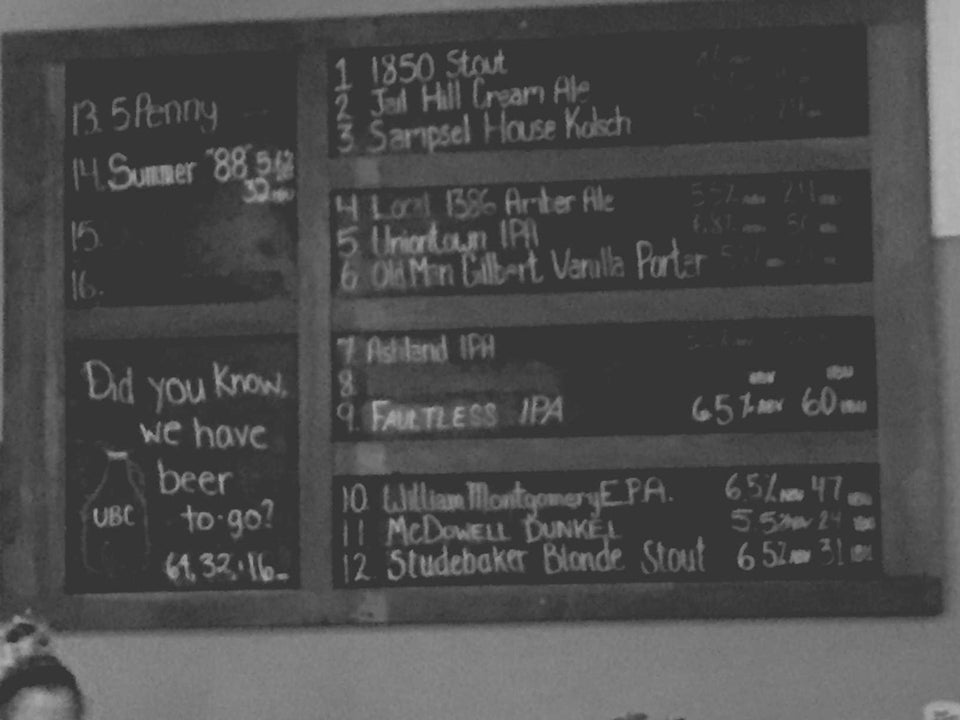 13. 5 Penny
14. Summer "88"
15.
16.
Did you know,
we have
beer
to-go?
UBC
64, 32, 16
1 1850 Stout
2 Jail Hill Cream Ale
3 Sampsel House Kolsch
4 Local 1386 Amber Ale
5 Uniontown IPA
6 Old Man Gilbert Vanilla Porter
7 Ashland IPA
8
9. FAULTLESS IPA 6.5% ABV 60 IBU
10. William Montgomery E.P.A. 6.5% ABV 47 IBU
11 McDOWELL DUNKEL 5.5% ABV 24 IBU
12 Studebaker Blonde Stout 6.5% ABV 31 IBU